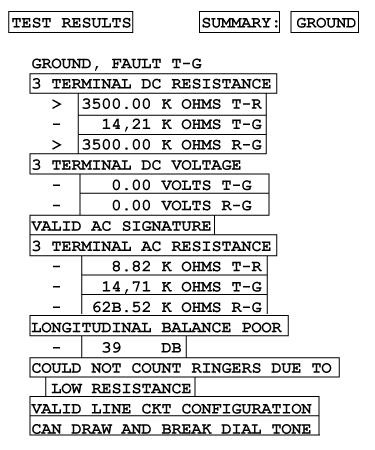 TEST RESULTS SUMMARY: GROUND
GROUND, FAULT T-G
3 TERMINAL DC RESISTANCE
> 3500.00 K OHMS T-R
- 14,21 K OHMS T-G
> 3500.00 K OHMS R-G
3 TERMINAL DC VOLTAGE
- 0.00 VOLTS T-G
- 0.00 VOLTS R-G
VALID AC SIGNATURE
3 TERMINAL AC RESISTANCE
- 8.82 K OHMS T-R
- 14,71 K OHMS T-G
- 62B.52 K OHMS R-G
LONGITUDINAL BALANCE POOR
- 39 DB
COULD NOT COUNT RINGERS DUE TO
LOW RESISTANCE
VALID LINE CKT CONFIGURATION
CAN DRAW AND BREAK DIAL TONE